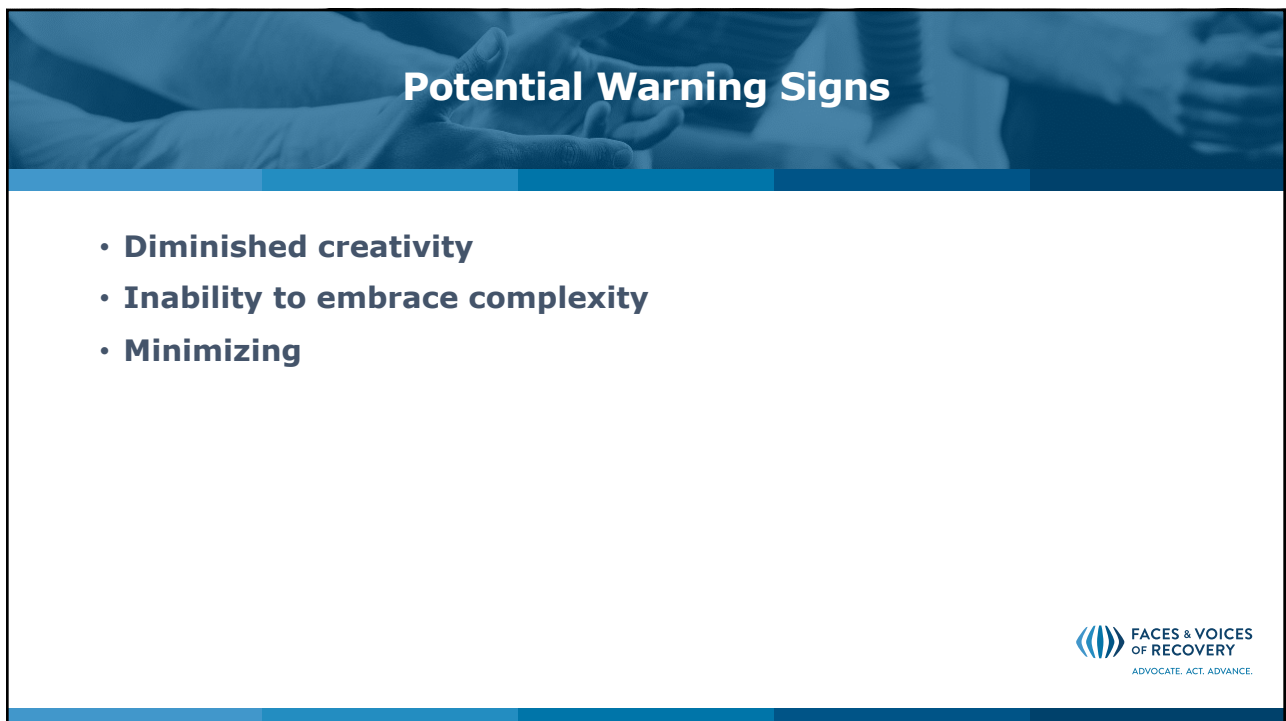 Potential Warning Signs
• Diminished creativity
• Inability to embrace complexity
• Minimizing
FACES & VOICES
OF RECOVERY
ADVOCATE. ACT. ADVANCE.